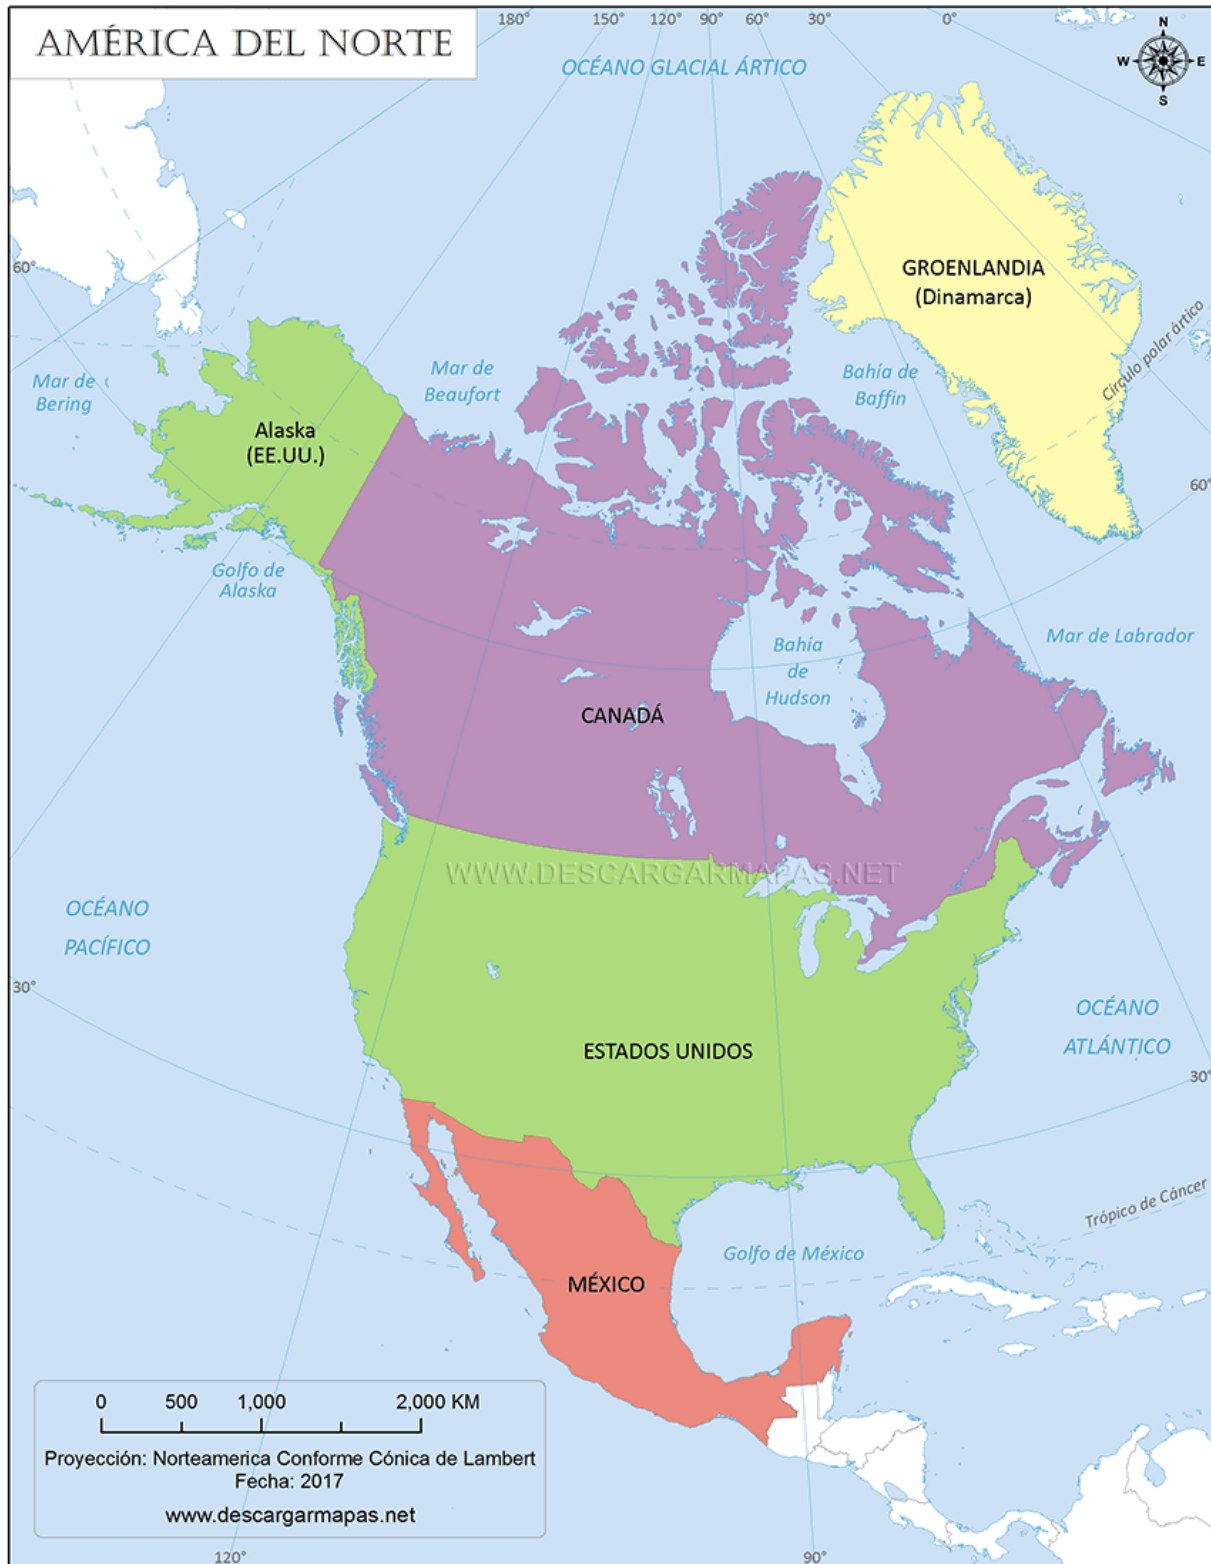 AMÉRICA DEL NORTE
180° 150° 120° 90° 60° 30° 0°
OCÉANO GLACIAL ÁRTICO
N
W E
S
GROENLANDIA
(Dinamarca)
60°
Círculo polar ártico
Mar de
Bering
Mar de
Beaufort
Bahía de
Baffin
Alaska
(EE.UU.)
60°
Golfo de
Alaska
Mar de Labrador
Bahía
de
Hudson
CANADÁ
WWW.DESCARGARMAPAS.NET
OCÉANO
PACÍFICO
30°
OCÉANO
ATLÁNTICO
ESTADOS UNIDOS
30°
Trópico de Cáncer
Golfo de México
MÉXICO
0 500 1,000 2,000 KM
Proyección: Norteamerica Conforme Cónica de Lambert
Fecha: 2017
www.descargarmapas.net
120° 90°